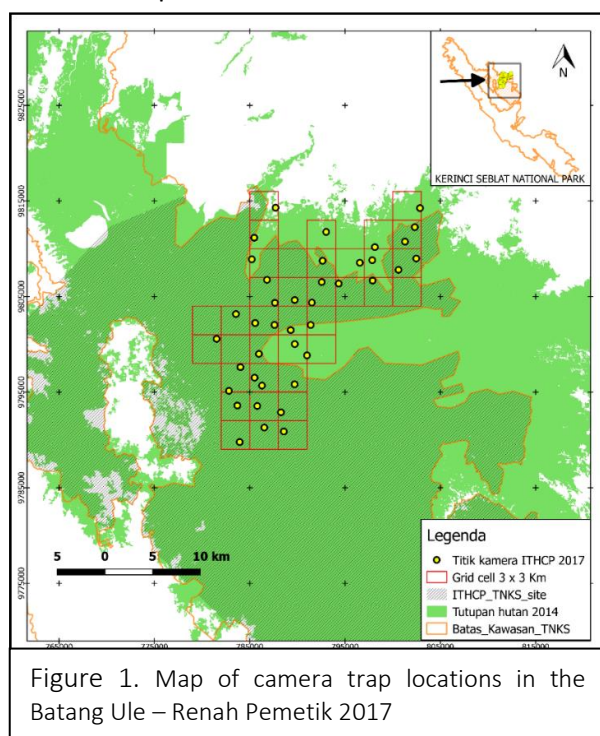 N
KERINCI SEBLAT NATIONAL PARK
9825000
9815000
9805000
9795000
9785000
9775000
5 0 5 10 km
Legenda
Titik kamera ITHCP 2017
Grid cell 3 x 3 Km
ITHCP_TNKS_site
Tutupan hutan 2014
Batas_Kawasan_TNKS
765000 775000 785000 795000 805000 815000
Figure 1. Map of camera trap locations in the
Batang Ule – Renah Pemetik 2017